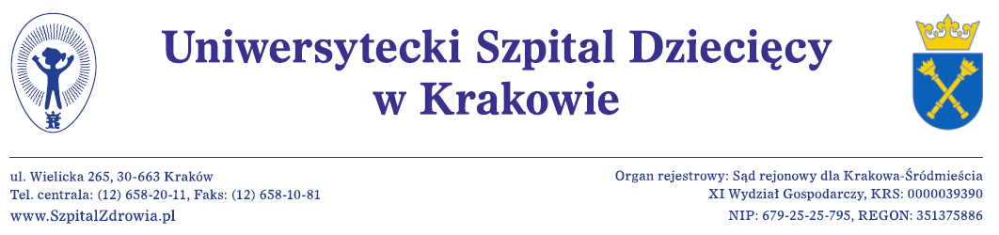 Uniwersytecki Szpital Dziecięcy
w Krakowie
ul. Wielicka 265, 30-663 Kraków
Tel. centrala: (12) 658-20-11, Faks: (12) 658-10-81
www.SzpitalZdrowia.pl
Organ rejestrowy: Sąd rejonowy dla Krakowa-Śródmieścia
XI Wydział Gospodarczy, KRS: 0000039390
NIP: 679-25-25-795, REGON: 351375886